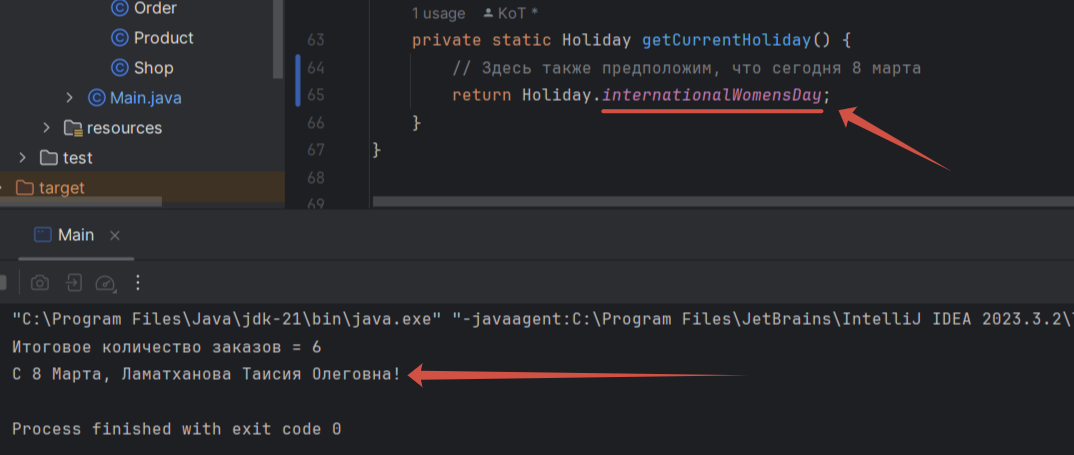 Order
Product
Shop
Main.java
resources
test
target
1 usage KoT *
63 private static Holiday getCurrentHoliday() {
64 // Здесь также предположим, что сегодня 8 марта
65 return Holiday.internationalWomensDay;
66 }
67 }
68
69
Main
"C:\Program Files\Java\jdk-21\bin\java.exe" "-javaagent:C:\Program Files\JetBrains\IntelliJ IDEA 2023.3.2\
Итоговое количество заказов = 6
С 8 Марта, Ламатханова Таисия Олеговна!
Process finished with exit code 0